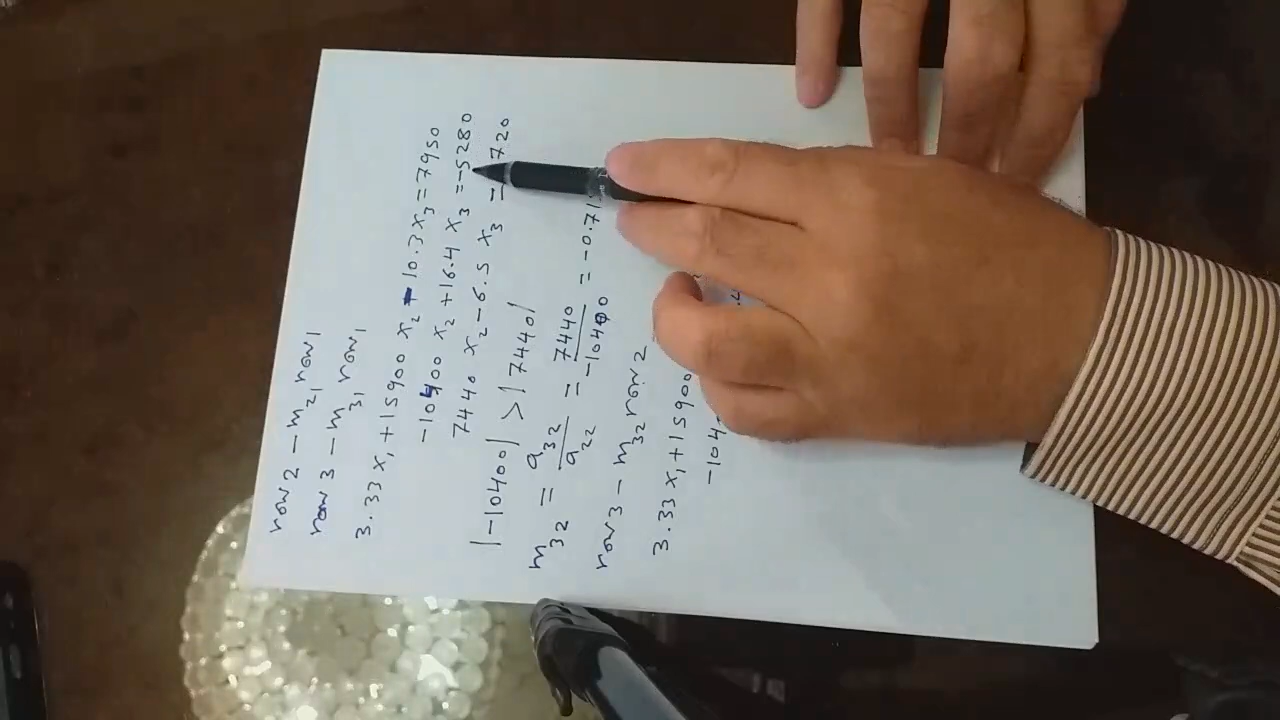 row 2 - m21 row 1
row 3 - m31 row 1
3.33 x1 + 15900 x2 - 10.3 x3 = 7950
-10400 x2 + 16.4 x3 = -5280
7440 x2 - 6.5 x3 = 720
|-10400| > |7440|
m32 = a32/a22 = 7440/-10400 = -0.71
row 3 - m32 row 2
3.33 x1 + 15900
-104